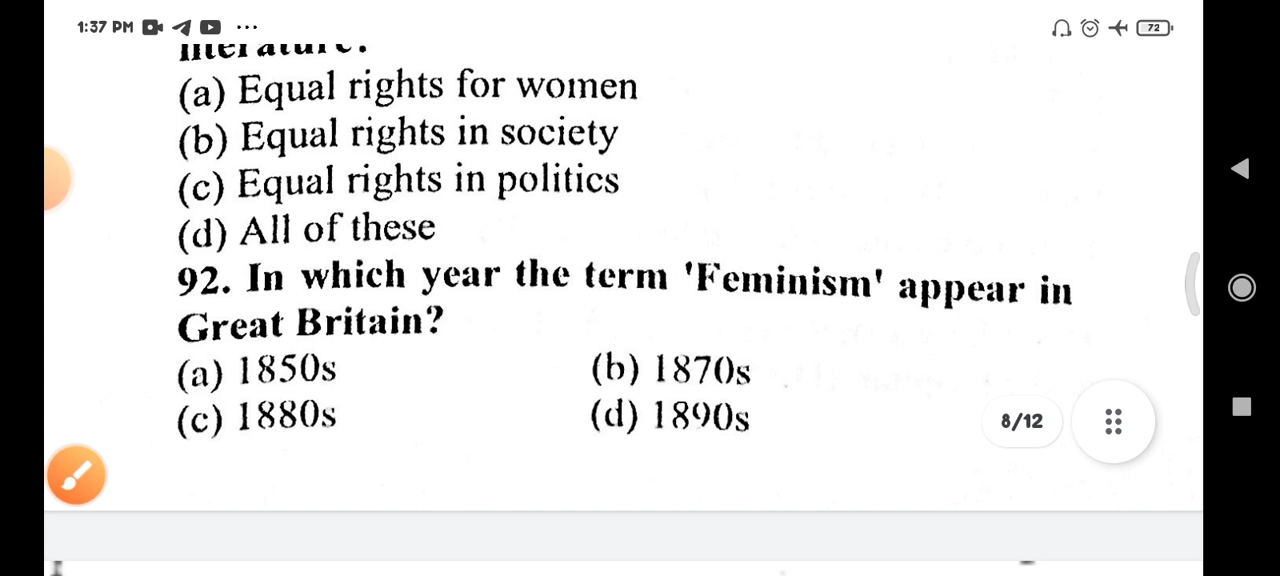 1:37 PM ...
72
(a) Equal rights for women
(b) Equal rights in society
(c) Equal rights in politics
(d) All of these
92. In which year the term 'Feminism' appear in
Great Britain?
(a) 1850s (b) 1870s
(c) 1880s (d) 1890s
8/12